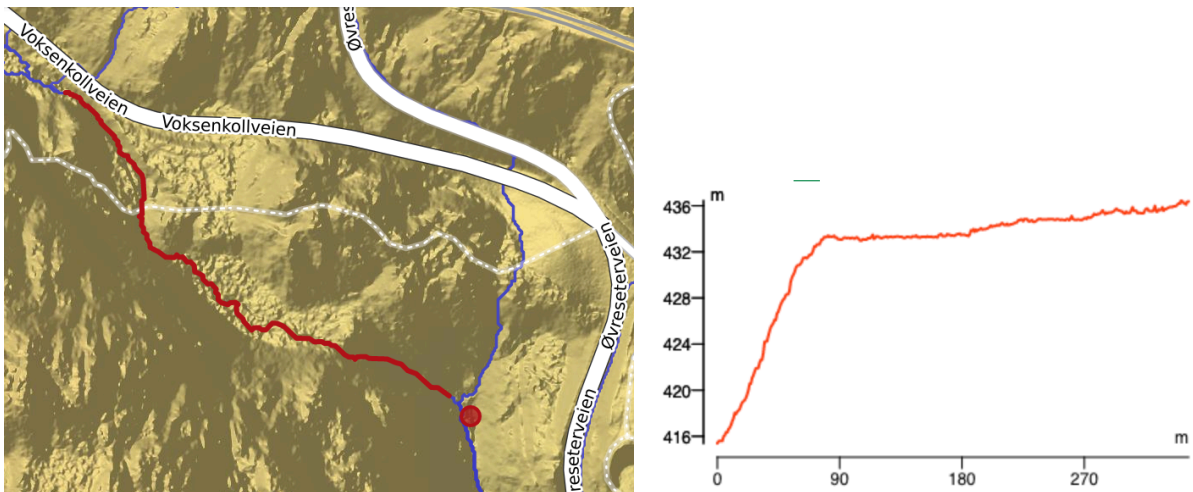 Voksenkollveien
Øvres
Voksenkollveien
Øvreseterveien
reseterveien
m
436
432
428
424
420
416
m
0
90
180
270